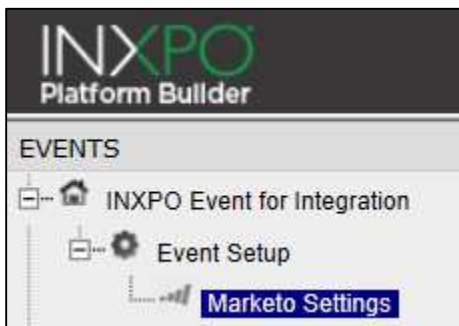 INXPO
Platform Builder
EVENTS
INXPO Event for Integration
Event Setup
Marketo Settings